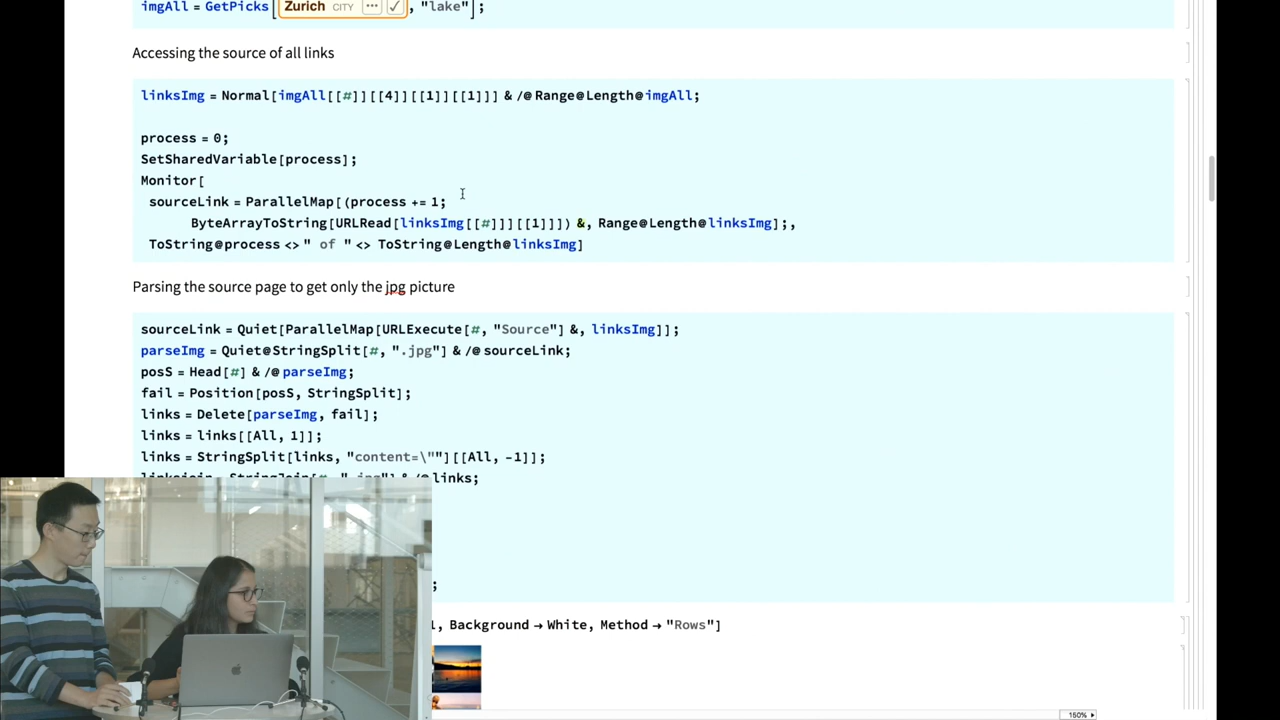 imgAll = GetPicks[ Zurich CITY ··· ✓ , "lake"];
Accessing the source of all links
linksImg = Normal[imgAll[[#]][[4]][[1]][[1]]] & /@ Range@Length@imgAll;
process = 0;
SetSharedVariable[process];
Monitor[
sourceLink = ParallelMap[(process += 1;
ByteArrayToString[URLRead[linksImg[[#]]][[1]]]) &, Range@Length@linksImg];,
ToString@process <> " of " <> ToString@Length@linksImg]
Parsing the source page to get only the jpg picture
sourceLink = Quiet[ParallelMap[URLExecute[#, "Source"] &, linksImg]];
parseImg = Quiet@StringSplit[#, ".jpg"] & /@ sourceLink;
posS = Head[#] & /@ parseImg;
fail = Position[posS, StringSplit];
links = Delete[parseImg, fail];
links = links[[All, 1]];
links = StringSplit[links, "content=\""][[All, -1]];
links;
;
, Background → White, Method → "Rows"]
150%